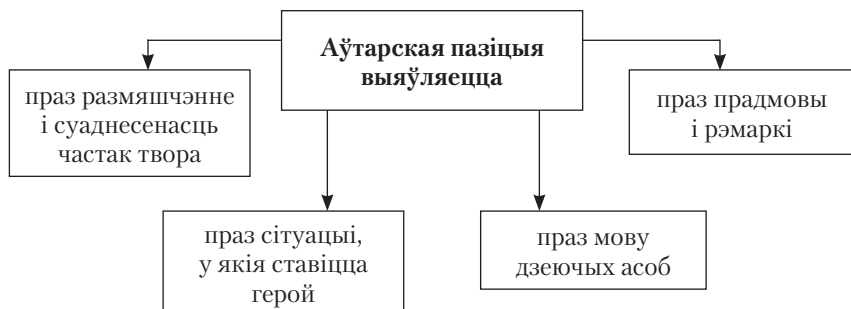 Аўтарская пазіцыя
выяўляецца
праз размяшчэнне
і суаднесенасць
частак твора
праз прадмовы
і рэмаркі
праз сітуацыі,
у якія ставіцца
герой
праз мову
дзеючых асоб